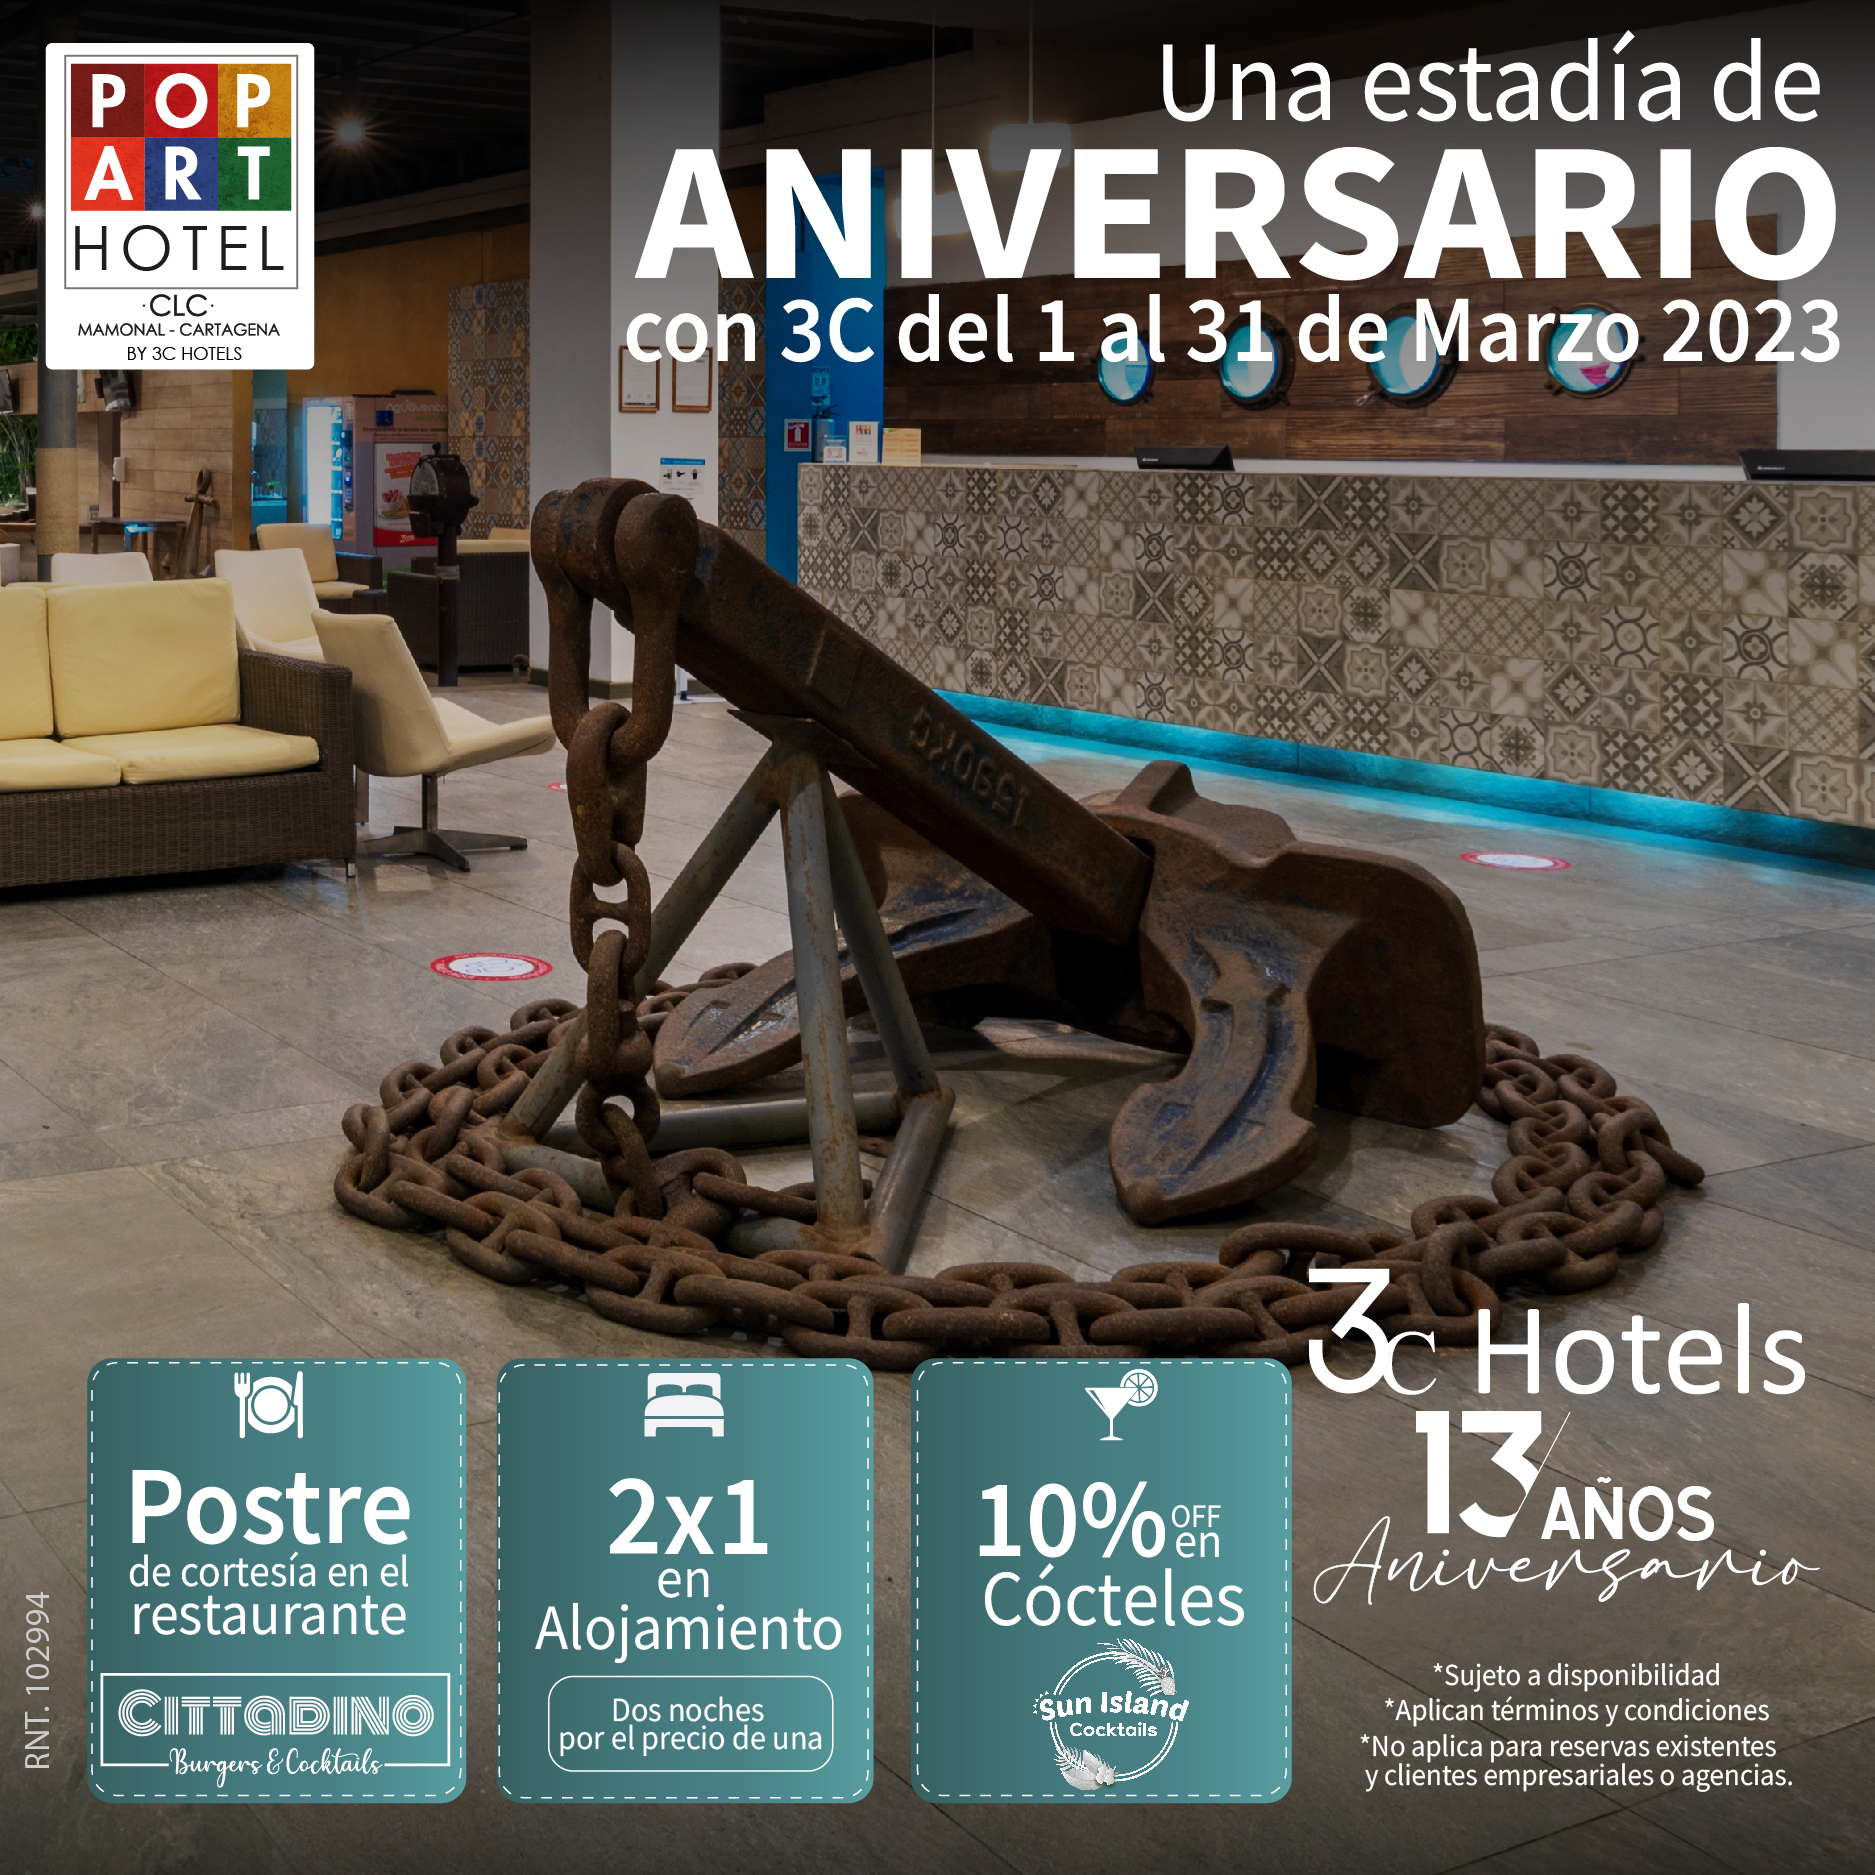 POP
ART
HOTEL
·CLC·
MAMONAL - CARTAGENA
BY 3C HOTELS
Una estadía de
ANIVERSARIO
con 3C del 1 al 31 de Marzo 2023
1590KG
3C Hotels
13 AÑOS
Aniversario
Postre
de cortesía en el
restaurante
CITTADINO
Burgers & Cocktails
2x1
en
Alojamiento
Dos noches
por el precio de una
10% OFF
en
Cócteles
Sun Island
Cocktails
*Sujeto a disponibilidad
*Aplican términos y condiciones
*No aplica para reservas existentes
y clientes empresariales o agencias.
RNT. 102994